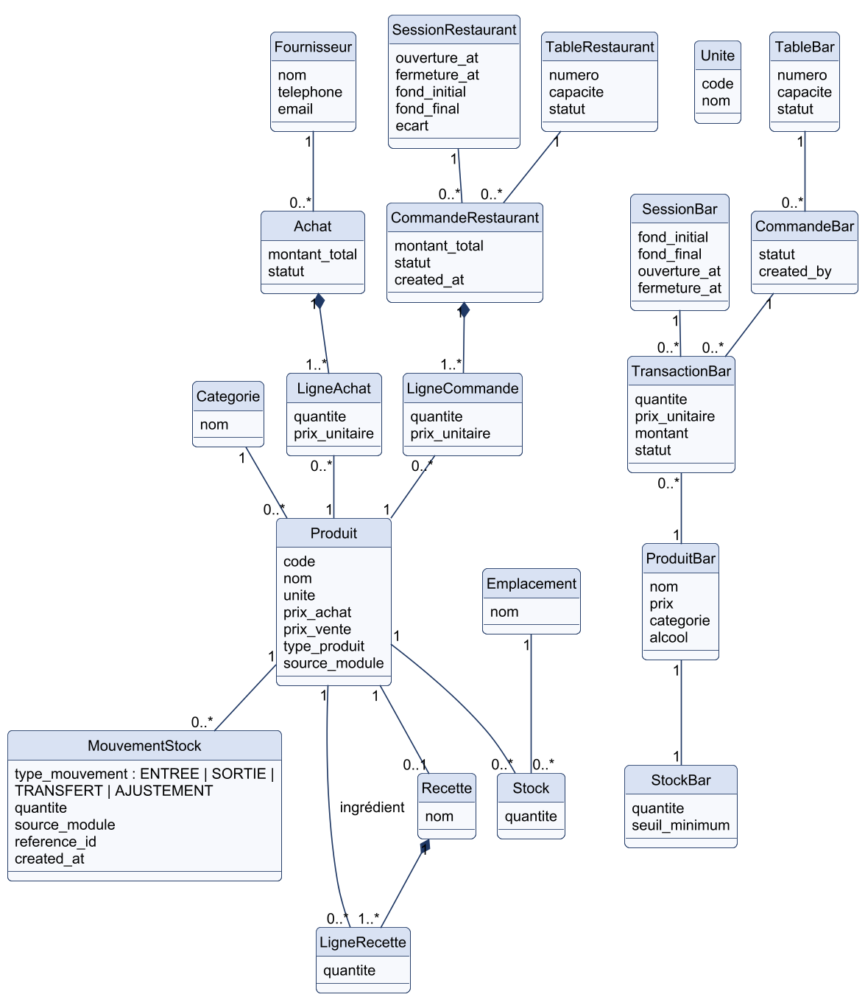 Fournisseur
nom
telephone
email
SessionRestaurant
ouverture_at
fermeture_at
fond_initial
fond_final
ecart
TableRestaurant
numero
capacite
statut
Unite
code
nom
TableBar
numero
capacite
statut
1
0..*
1
0..*
1
0..*
1
0..*
Achat
montant_total
statut
CommandeRestaurant
montant_total
statut
created_at
SessionBar
fond_initial
fond_final
ouverture_at
fermeture_at
CommandeBar
statut
created_by
1
1..*
1
1..*
1
0..*
1
0..*
Categorie
nom
LigneAchat
quantite
prix_unitaire
LigneCommande
quantite
prix_unitaire
TransactionBar
quantite
prix_unitaire
montant
statut
1
0..*
0..*
1
0..*
1
0..*
1
Produit
code
nom
unite
prix_achat
prix_vente
type_produit
source_module
Emplacement
nom
ProduitBar
nom
prix
categorie
alcool
1
0..*
1
1
0..1
1
0..*
1
0..*
1
1
MouvementStock
type_mouvement : ENTREE | SORTIE |
TRANSFERT | AJUSTEMENT
quantite
source_module
reference_id
created_at
ingrédient
Recette
nom
Stock
quantite
StockBar
quantite
seuil_minimum
1
0..*
1..*
LigneRecette
quantite